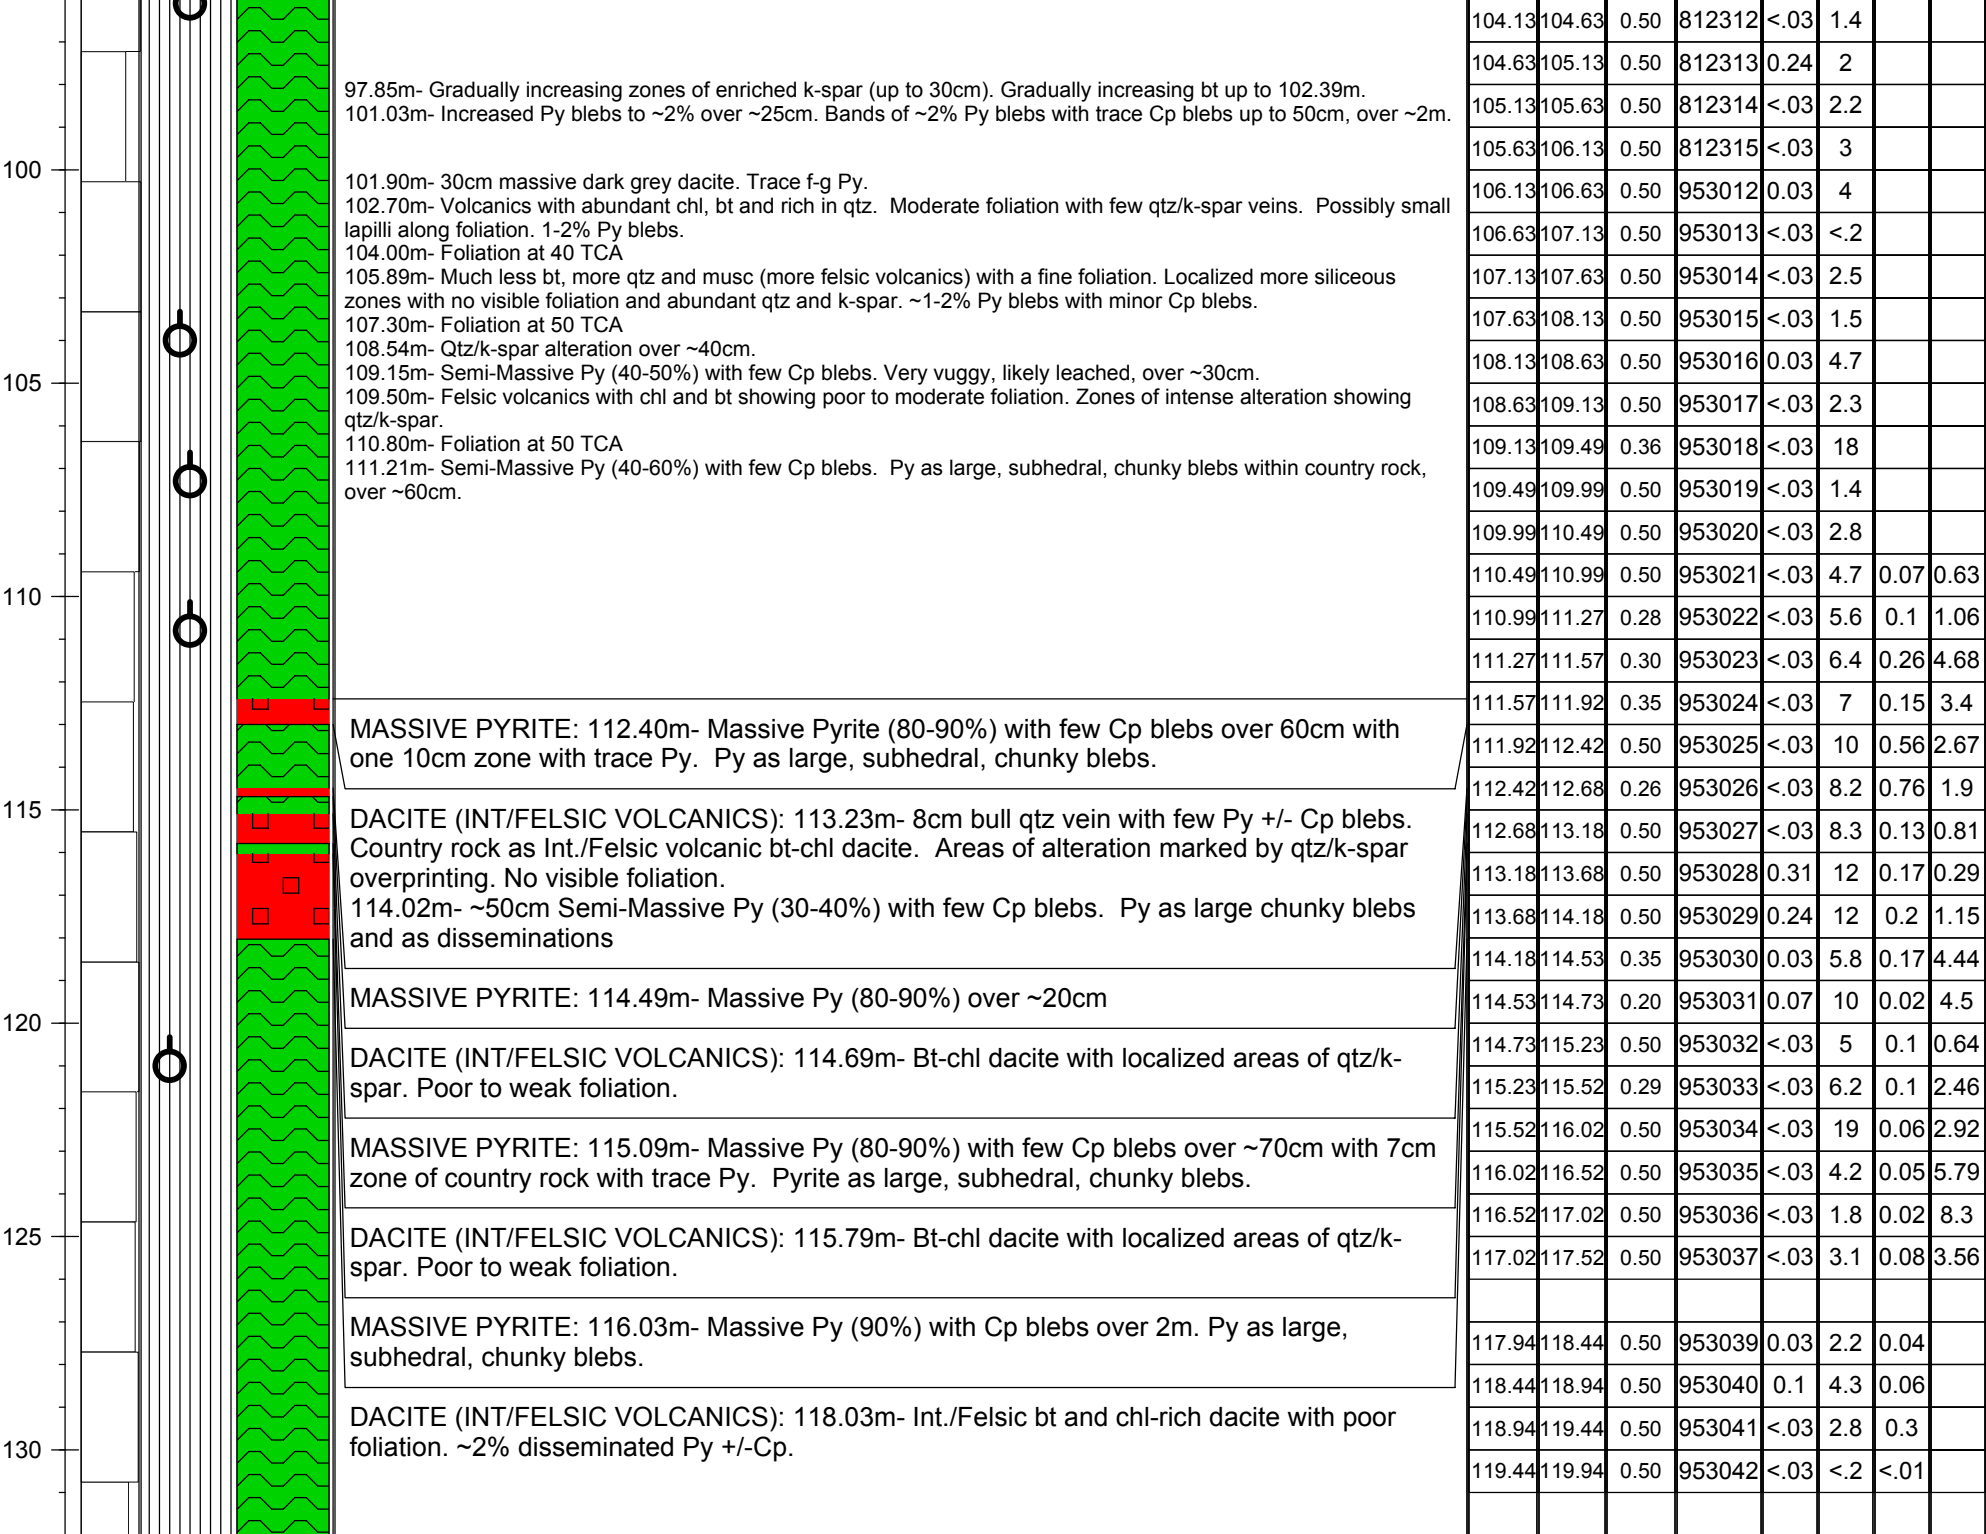 100
105
110
115
120
125
130
97.85m- Gradually increasing zones of enriched k-spar (up to 30cm). Gradually increasing bt up to 102.39m.
101.03m- Increased Py blebs to ~2% over ~25cm. Bands of ~2% Py blebs with trace Cp blebs up to 50cm, over ~2m.
101.90m- 30cm massive dark grey dacite. Trace f-g Py.
102.70m- Volcanics with abundant chl, bt and rich in qtz. Moderate foliation with few qtz/k-spar veins. Possibly small
lapilli along foliation. 1-2% Py blebs.
104.00m- Foliation at 40 TCA
105.89m- Much less bt, more qtz and musc (more felsic volcanics) with a fine foliation. Localized more siliceous
zones with no visible foliation and abundant qtz and k-spar. ~1-2% Py blebs with minor Cp blebs.
107.30m- Foliation at 50 TCA
108.54m- Qtz/k-spar alteration over ~40cm.
109.15m- Semi-Massive Py (40-50%) with few Cp blebs. Very vuggy, likely leached, over ~30cm.
109.50m- Felsic volcanics with chl and bt showing poor to moderate foliation. Zones of intense alteration showing
qtz/k-spar.
110.80m- Foliation at 50 TCA
111.21m- Semi-Massive Py (40-60%) with few Cp blebs. Py as large, subhedral, chunky blebs within country rock,
over ~60cm.
MASSIVE PYRITE: 112.40m- Massive Pyrite (80-90%) with few Cp blebs over 60cm with
one 10cm zone with trace Py. Py as large, subhedral, chunky blebs.
DACITE (INT/FELSIC VOLCANICS): 113.23m- 8cm bull qtz vein with few Py +/- Cp blebs.
Country rock as Int./Felsic volcanic bt-chl dacite. Areas of alteration marked by qtz/k-spar
overprinting. No visible foliation.
114.02m- ~50cm Semi-Massive Py (30-40%) with few Cp blebs. Py as large chunky blebs
and as disseminations
MASSIVE PYRITE: 114.49m- Massive Py (80-90%) over ~20cm
DACITE (INT/FELSIC VOLCANICS): 114.69m- Bt-chl dacite with localized areas of qtz/k-
spar. Poor to weak foliation.
MASSIVE PYRITE: 115.09m- Massive Py (80-90%) with few Cp blebs over ~70cm with 7cm
zone of country rock with trace Py. Pyrite as large, subhedral, chunky blebs.
DACITE (INT/FELSIC VOLCANICS): 115.79m- Bt-chl dacite with localized areas of qtz/k-
spar. Poor to weak foliation.
MASSIVE PYRITE: 116.03m- Massive Py (90%) with Cp blebs over 2m. Py as large,
subhedral, chunky blebs.
DACITE (INT/FELSIC VOLCANICS): 118.03m- Int./Felsic bt and chl-rich dacite with poor
foliation. ~2% disseminated Py +/-Cp.
104.13 104.63 0.50 812312 <.03 1.4
104.63 105.13 0.50 812313 0.24 2
105.13 105.63 0.50 812314 <.03 2.2
105.63 106.13 0.50 812315 <.03 3
106.13 106.63 0.50 953012 0.03 4
106.63 107.13 0.50 953013 <.03 <.2
107.13 107.63 0.50 953014 <.03 2.5
107.63 108.13 0.50 953015 <.03 1.5
108.13 108.63 0.50 953016 0.03 4.7
108.63 109.13 0.50 953017 <.03 2.3
109.13 109.49 0.36 953018 <.03 18
109.49 109.99 0.50 953019 <.03 1.4
109.99 110.49 0.50 953020 <.03 2.8
110.49 110.99 0.50 953021 <.03 4.7 0.07 0.63
110.99 111.27 0.28 953022 <.03 5.6 0.1 1.06
111.27 111.57 0.30 953023 <.03 6.4 0.26 4.68
111.57 111.92 0.35 953024 <.03 7 0.15 3.4
111.92 112.42 0.50 953025 <.03 10 0.56 2.67
112.42 112.68 0.26 953026 <.03 8.2 0.76 1.9
112.68 113.18 0.50 953027 <.03 8.3 0.13 0.81
113.18 113.68 0.50 953028 0.31 12 0.17 0.29
113.68 114.18 0.50 953029 0.24 12 0.2 1.15
114.18 114.53 0.35 953030 0.03 5.8 0.17 4.44
114.53 114.73 0.20 953031 0.07 10 0.02 4.5
114.73 115.23 0.50 953032 <.03 5 0.1 0.64
115.23 115.52 0.29 953033 <.03 6.2 0.1 2.46
115.52 116.02 0.50 953034 <.03 19 0.06 2.92
116.02 116.52 0.50 953035 <.03 4.2 0.05 5.79
116.52 117.02 0.50 953036 <.03 1.8 0.02 8.3
117.02 117.52 0.50 953037 <.03 3.1 0.08 3.56
117.94 118.44 0.50 953039 0.03 2.2 0.04
118.44 118.94 0.50 953040 0.1 4.3 0.06
118.94 119.44 0.50 953041 <.03 2.8 0.3
119.44 119.94 0.50 953042 <.03 <.2 <.01